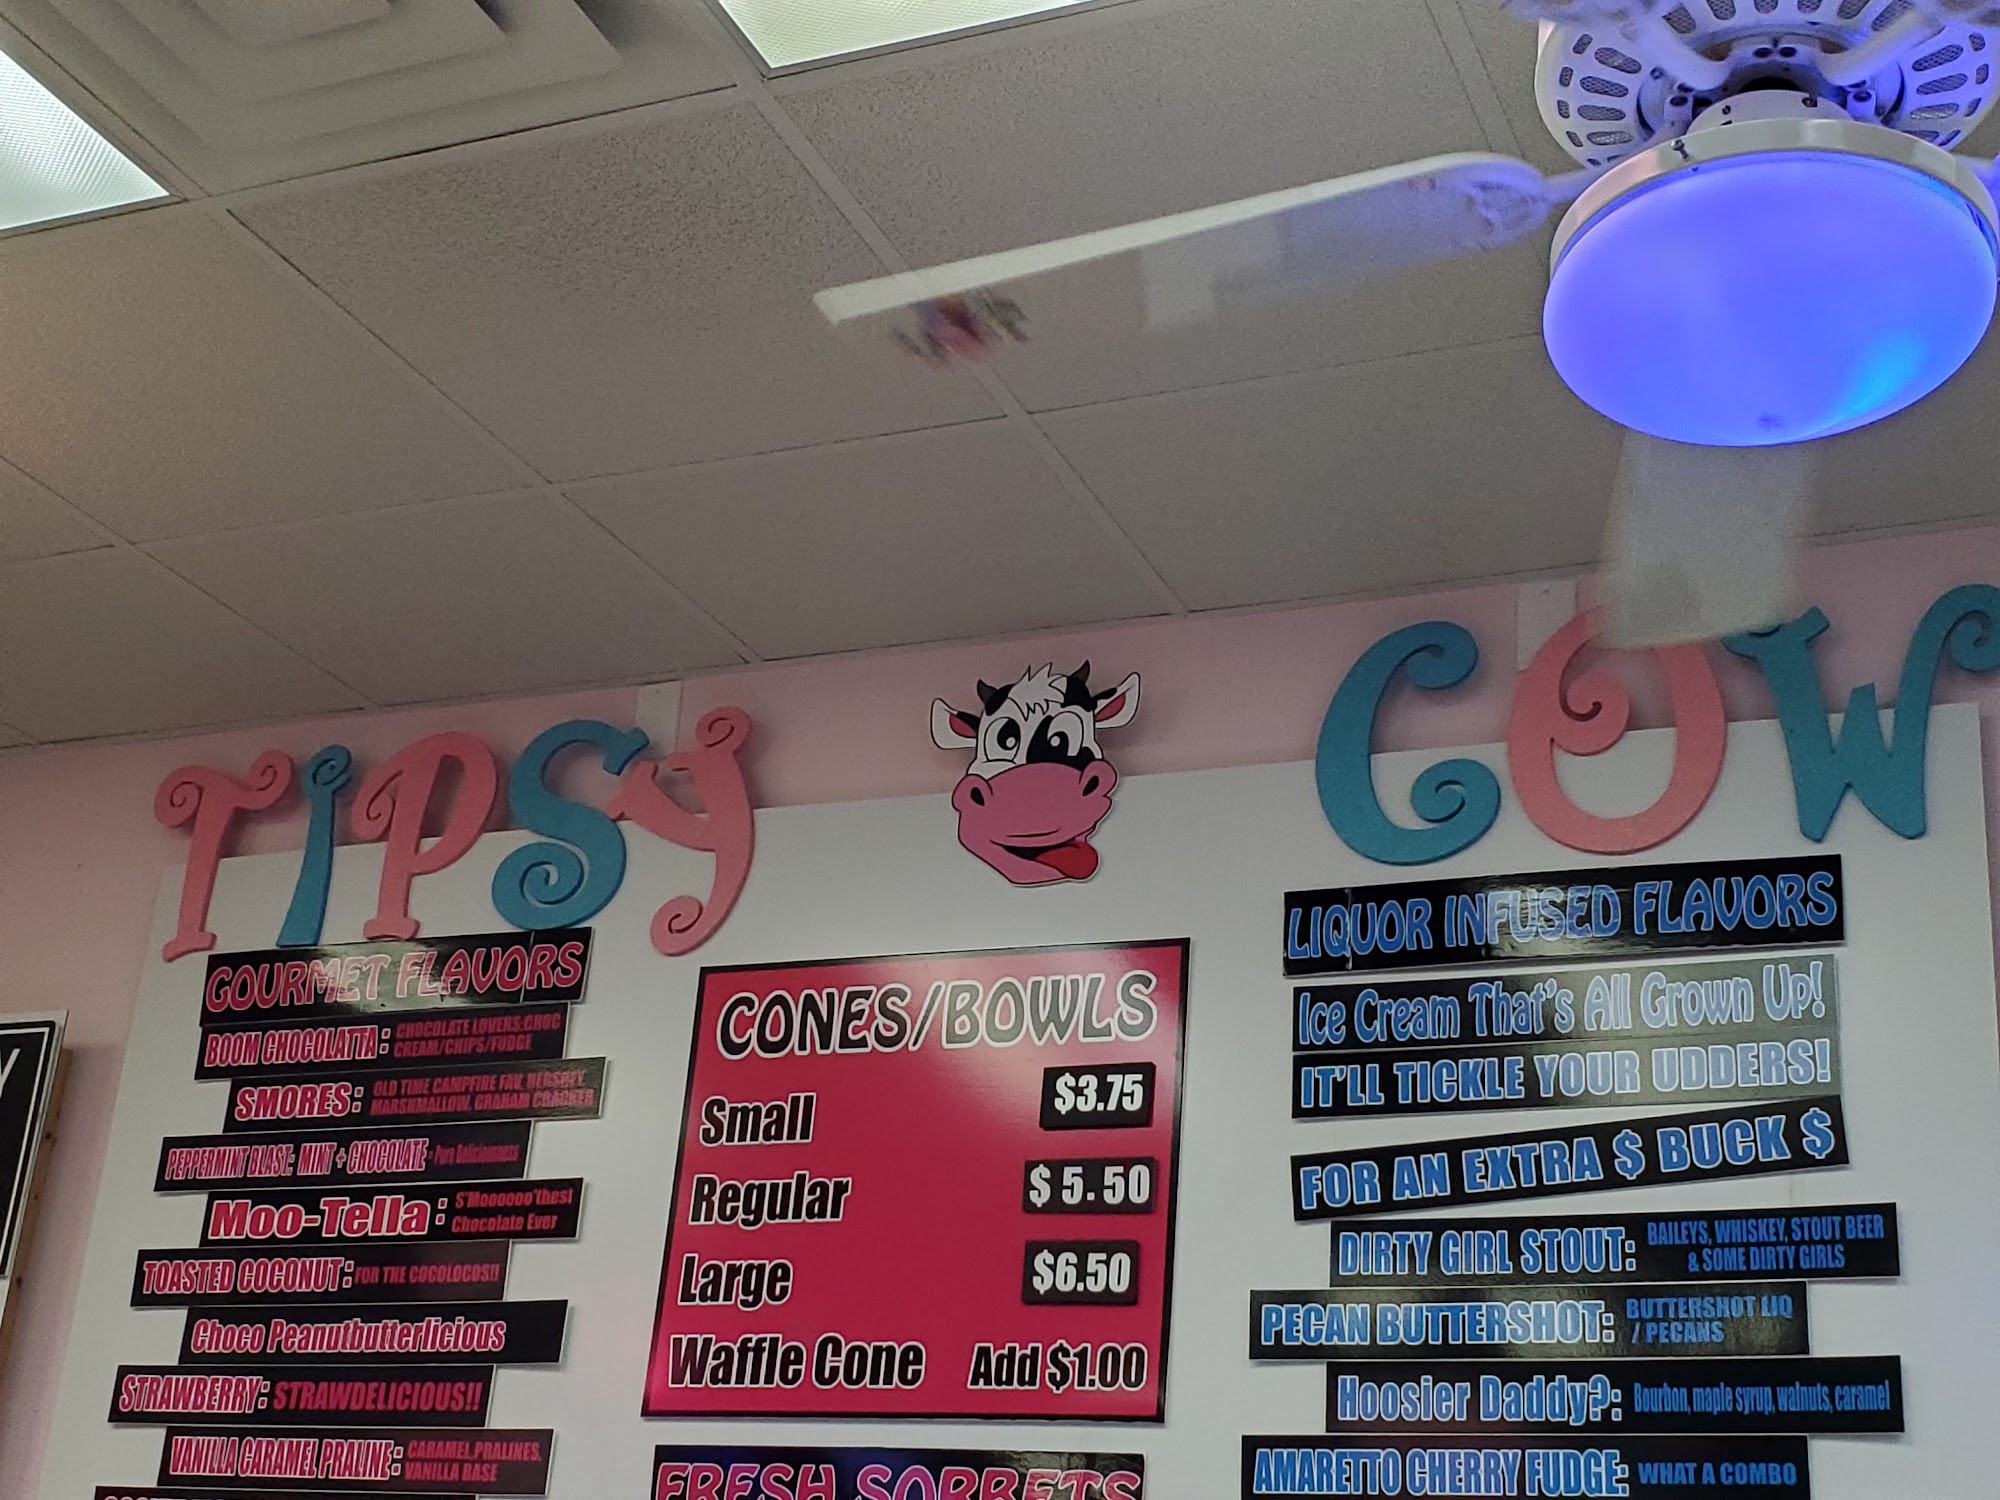 TIPSY COW
GOURMET FLAVORS
BOOM CHOCOLATTA: CHOCOLATE LOVERS:CHOC
CREAM/CHIPS/FUDGE
SMORES: OLD TIME CAMPFIRE FAV. HERSHEY,
MARSHMALLOW, GRAHAM CRACKER
PEPPERMINT BLAST: MINT + CHOCOLATE = Pure Deliciousness
Moo-Tella: S'Moooooo'thest
Chocolate Ever
TOASTED COCONUT: FOR THE COCOLOCOS!!
Choco Peanutbutterlicious
STRAWBERRY: STRAWDELICIOUS!!
VANILLA CARAMEL PRALINE: CARAMEL,PRALINES,
VANILLA BASE
CONES/BOWLS
Small $3.75
Regular $5.50
Large $6.50
Waffle Cone Add $1.00
FRESH SORBETS
LIQUOR INFUSED FLAVORS
Ice Cream That's All Grown Up!
IT'LL TICKLE YOUR UDDERS!
FOR AN EXTRA $ BUCK $
DIRTY GIRL STOUT: BAILEYS, WHISKEY, STOUT BEER
& SOME DIRTY GIRLS
PECAN BUTTERSHOT: BUTTERSHOT LIQ
/ PECANS
Hoosier Daddy?: Bourbon, maple syrup, walnuts, caramel
AMARETTO CHERRY FUDGE: WHAT A COMBO